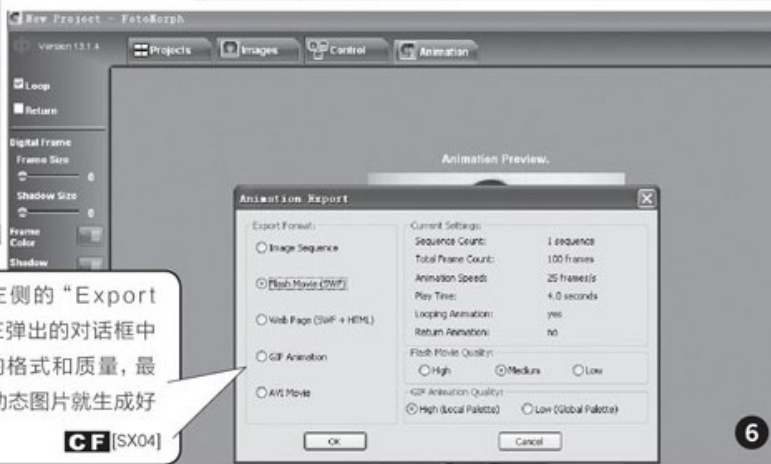 New Project - FotoMorph
Version 13.1.4
Projects
Images
Control
Animation
Loop
Return
Digital Frame
Frame Size
0
Shadow Size
0
Frame
Color
Shadow
Animation Preview.
Animation Export
Export Format:
Image Sequence
Flash Movie (SWF)
Web Page (SWF + HTML)
GIF Animation
AVI Movie
Current Settings:
Sequence Count: 1 sequence
Total Frame Count: 100 frames
Animation Speed: 25 frames/s
Play Time: 4.0 seconds
Looping Animation: yes
Return Animation: no
Flash Movie Quality:
High Medium Low
GIF Animation Quality:
High (Local Palette) Low (Global Palette)
OK
Cancel
左侧的“Export
在弹出的对话框中
的格式和质量,最
动态图片就生成好
CF [SX04]
6